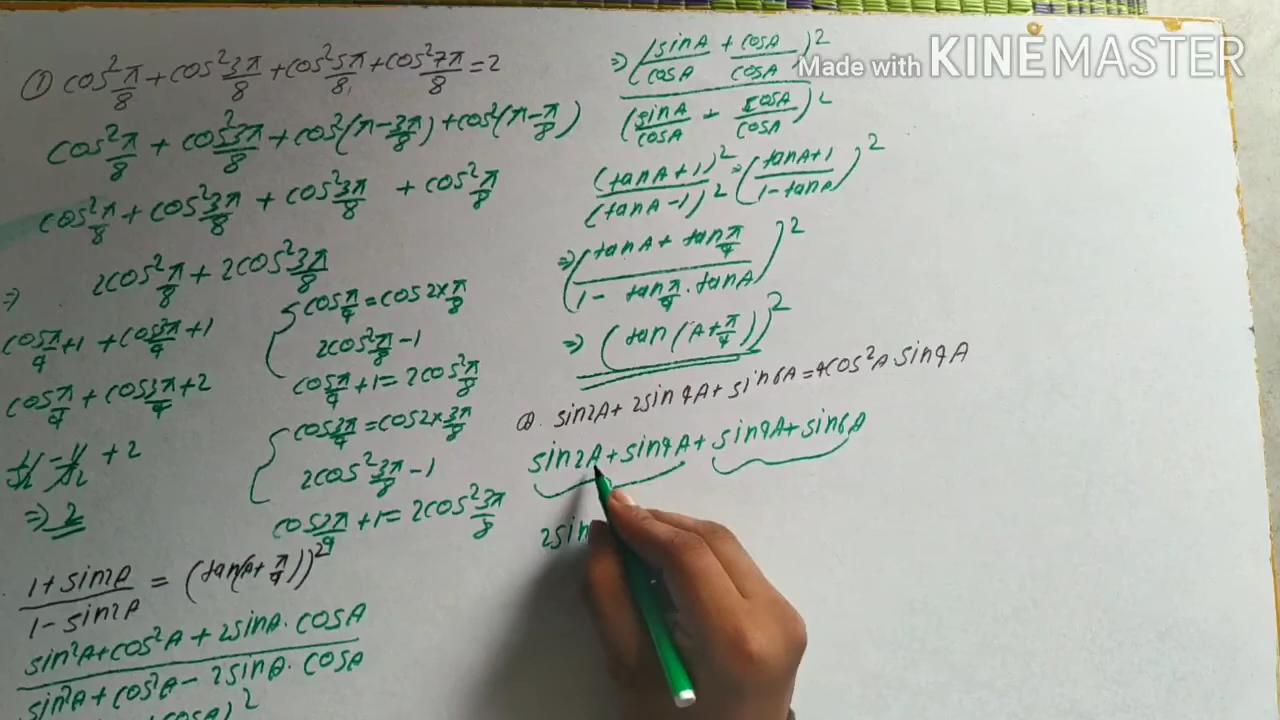 ① cos²π/8 + cos²3π/8 + cos²5π/8 + cos²7π/8 = 2
cos²π/8 + cos²3π/8 + cos²(π-3π/8) + cos²(π-π/8)
cos²π/8 + cos²3π/8 + cos²3π/8 + cos²π/8
⇒ 2cos²π/8 + 2cos²3π/8
cosπ/4+1 + cos3π/4+1
cosπ/4 + cos3π/4+2
1/√2 - 1/√2 + 2
⇒ 2
{ cosπ/4 = cos2×π/8
2cos²π/8 - 1
cosπ/4 + 1 = 2cos²π/8
{ cos3π/4 = cos2×3π/8
2cos²3π/8 - 1
cos3π/4 + 1 = 2cos²3π/8
(1+sin2A)/(1-sin2A) = (tan(A+π/4))²
sin²A+cos²A + 2sinA·cosA
sin²A + cos²A - 2sinA·cosA
cosA)²
⇒ (sinA/cosA + cosA/cosA)²
(sinA/cosA - cosA/cosA)²
(tanA+1)²/(tanA-1)² = ((tanA+1)/(1-tanA))²
⇒ ((tanA + tanπ/4)/(1 - tanπ/4·tanA))²
⇒ (tan(A+π/4))²
sin2A + 2sin4A + sin6A = 4cos²A sin4A
sin2A + sin4A + sin4A + sin6A
2sin
Made with KINEMASTER